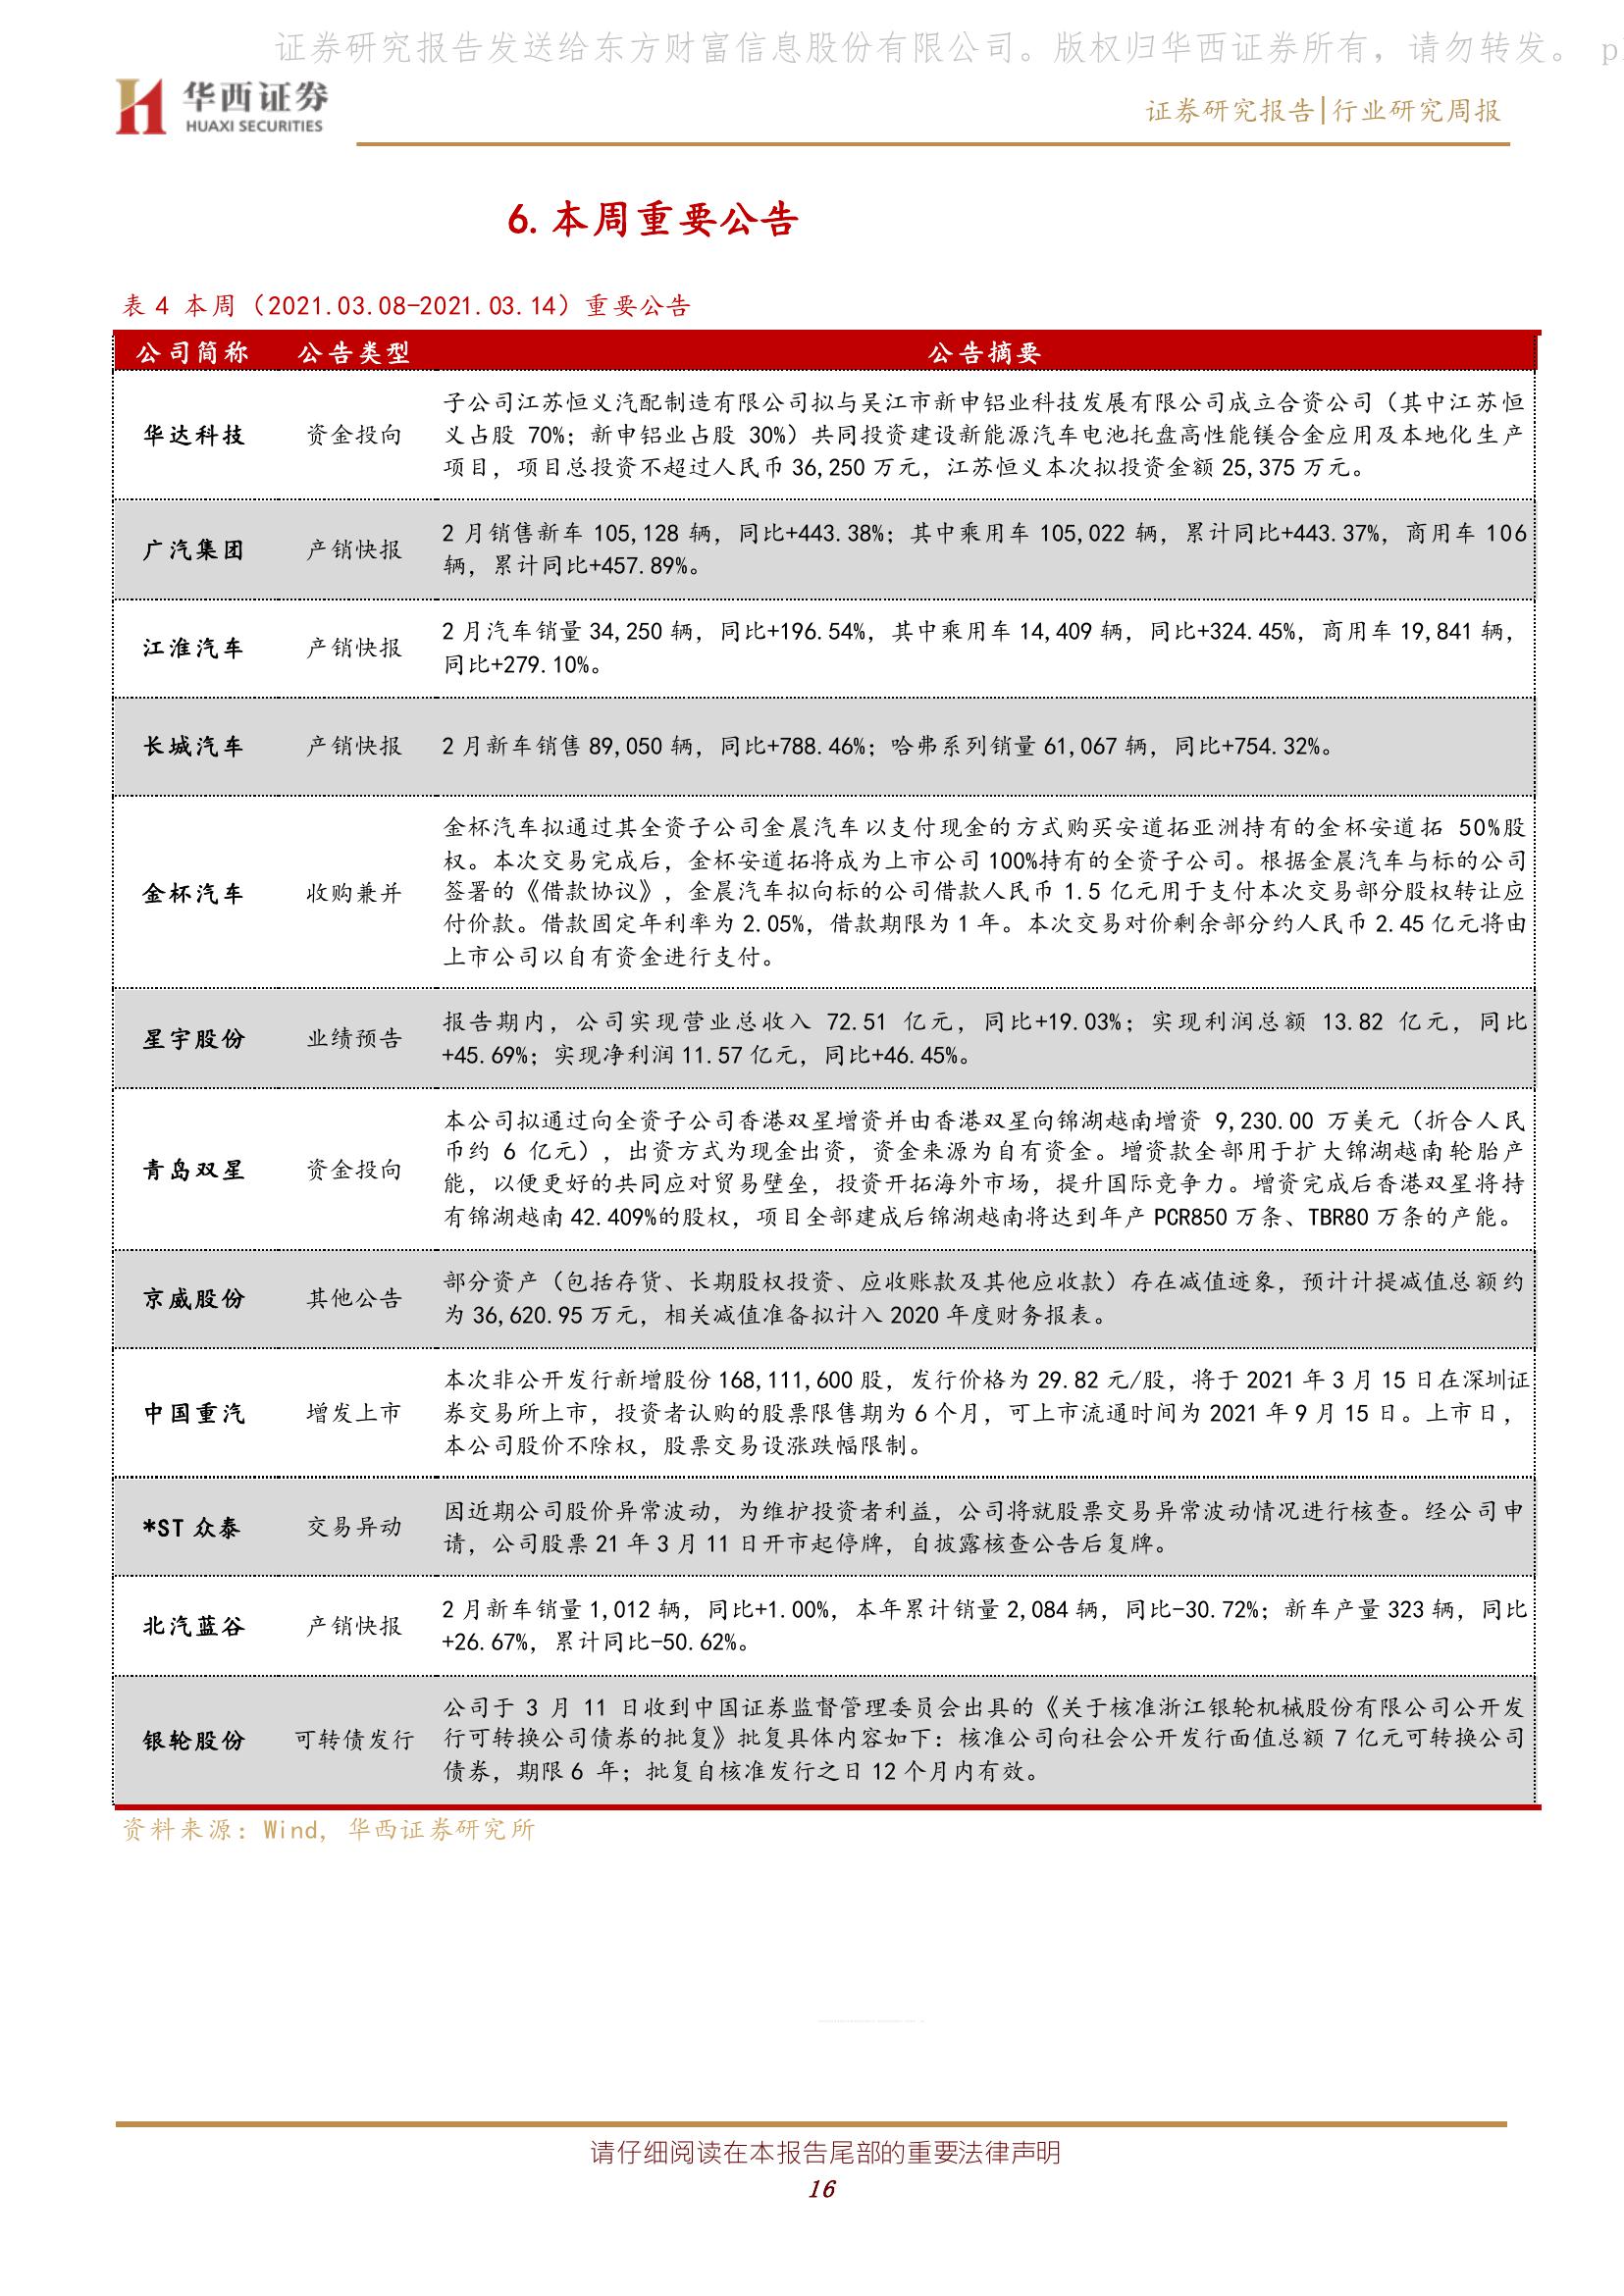 证券研究报告发送给东方财富信息股份有限公司。版权归华西证券所有，请勿转发。 p
华西证券
HUAXI SECURITIES
证券研究报告|行业研究周报
6.本周重要公告
表 4 本周（2021.03.08-2021.03.14）重要公告
公司简称 公告类型 公告摘要
子公司江苏恒义汽配制造有限公司拟与吴江市新申铝业科技发展有限公司成立合资公司（其中江苏恒
华达科技 资金投向 义占股 70%；新申铝业占股 30%）共同投资建设新能源汽车电池托盘高性能镁合金应用及本地化生产
项目，项目总投资不超过人民币 36,250 万元，江苏恒义本次拟投资金额 25,375 万元。
广汽集团 产销快报 2 月销售新车 105,128 辆，同比+443.38%；其中乘用车 105,022 辆，累计同比+443.37%，商用车 106
辆，累计同比+457.89%。
江淮汽车 产销快报 2 月汽车销量 34,250 辆，同比+196.54%，其中乘用车 14,409 辆，同比+324.45%，商用车 19,841 辆，
同比+279.10%。
长城汽车 产销快报 2 月新车销售 89,050 辆，同比+788.46%；哈弗系列销量 61,067 辆，同比+754.32%。
金杯汽车拟通过其全资子公司金晨汽车以支付现金的方式购买安道拓亚洲持有的金杯安道拓 50%股
权。本次交易完成后，金杯安道拓将成为上市公司 100%持有的全资子公司。根据金晨汽车与标的公司
金杯汽车 收购兼并 签署的《借款协议》，金晨汽车拟向标的公司借款人民币 1.5 亿元用于支付本次交易部分股权转让应
付价款。借款固定年利率为 2.05%，借款期限为 1 年。本次交易对价剩余部分约人民币 2.45 亿元将由
上市公司以自有资金进行支付。
星宇股份 业绩预告 报告期内，公司实现营业总收入 72.51 亿元，同比+19.03%；实现利润总额 13.82 亿元，同比
+45.69%；实现净利润 11.57 亿元，同比+46.45%。
本公司拟通过向全资子公司香港双星增资并由香港双星向锦湖越南增资 9,230.00 万美元（折合人民
币约 6 亿元），出资方式为现金出资，资金来源为自有资金。增资款全部用于扩大锦湖越南轮胎产
青岛双星 资金投向 能，以便更好的共同应对贸易壁垒，投资开拓海外市场，提升国际竞争力。增资完成后香港双星将持
有锦湖越南 42.409%的股权，项目全部建成后锦湖越南将达到年产 PCR850 万条、TBR80 万条的产能。
京威股份 其他公告 部分资产（包括存货、长期股权投资、应收账款及其他应收款）存在减值迹象，预计计提减值总额约
为 36,620.95 万元，相关减值准备拟计入 2020 年度财务报表。
本次非公开发行新增股份 168,111,600 股，发行价格为 29.82 元/股，将于 2021 年 3 月 15 日在深圳证
中国重汽 增发上市 券交易所上市，投资者认购的股票限售期为 6 个月，可上市流通时间为 2021 年 9 月 15 日。上市日，
本公司股价不除权，股票交易设涨跌幅限制。
*ST 众泰 交易异动 因近期公司股价异常波动，为维护投资者利益，公司将就股票交易异常波动情况进行核查。经公司申
请，公司股票 21 年 3 月 11 日开市起停牌，自披露核查公告后复牌。
北汽蓝谷 产销快报 2 月新车销量 1,012 辆，同比+1.00%，本年累计销量 2,084 辆，同比-30.72%；新车产量 323 辆，同比
+26.67%，累计同比-50.62%。
公司于 3 月 11 日收到中国证券监督管理委员会出具的《关于核准浙江银轮机械股份有限公司公开发
银轮股份 可转债发行 行可转换公司债券的批复》批复具体内容如下：核准公司向社会公开发行面值总额 7 亿元可转换公司
债券，期限 6 年；批复自核准发行之日 12 个月内有效。
资料来源：Wind, 华西证券研究所
请仔细阅读在本报告尾部的重要法律声明
16